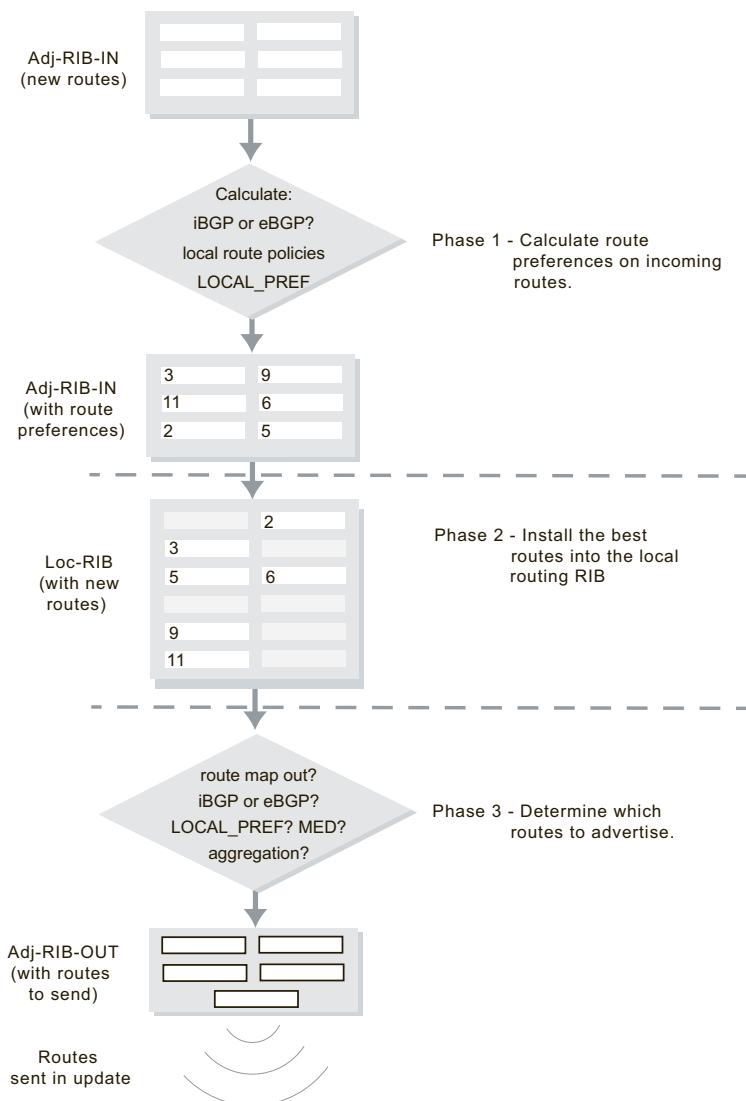 Adj-RIB-IN
(new routes)
Calculate:
iBGP or eBGP?
local route policies
LOCAL_PREF
Phase 1 - Calculate route
preferences on incoming
routes.
Adj-RIB-IN
(with route
preferences)
3 9
11 6
2 5
Loc-RIB
(with new
routes)
2
3
5 6
9
11
Phase 2 - Install the best
routes into the local
routing RIB
route map out?
iBGP or eBGP?
LOCAL_PREF? MED?
aggregation?
Phase 3 - Determine which
routes to advertise.
Adj-RIB-OUT
(with routes
to send)
Routes
sent in update